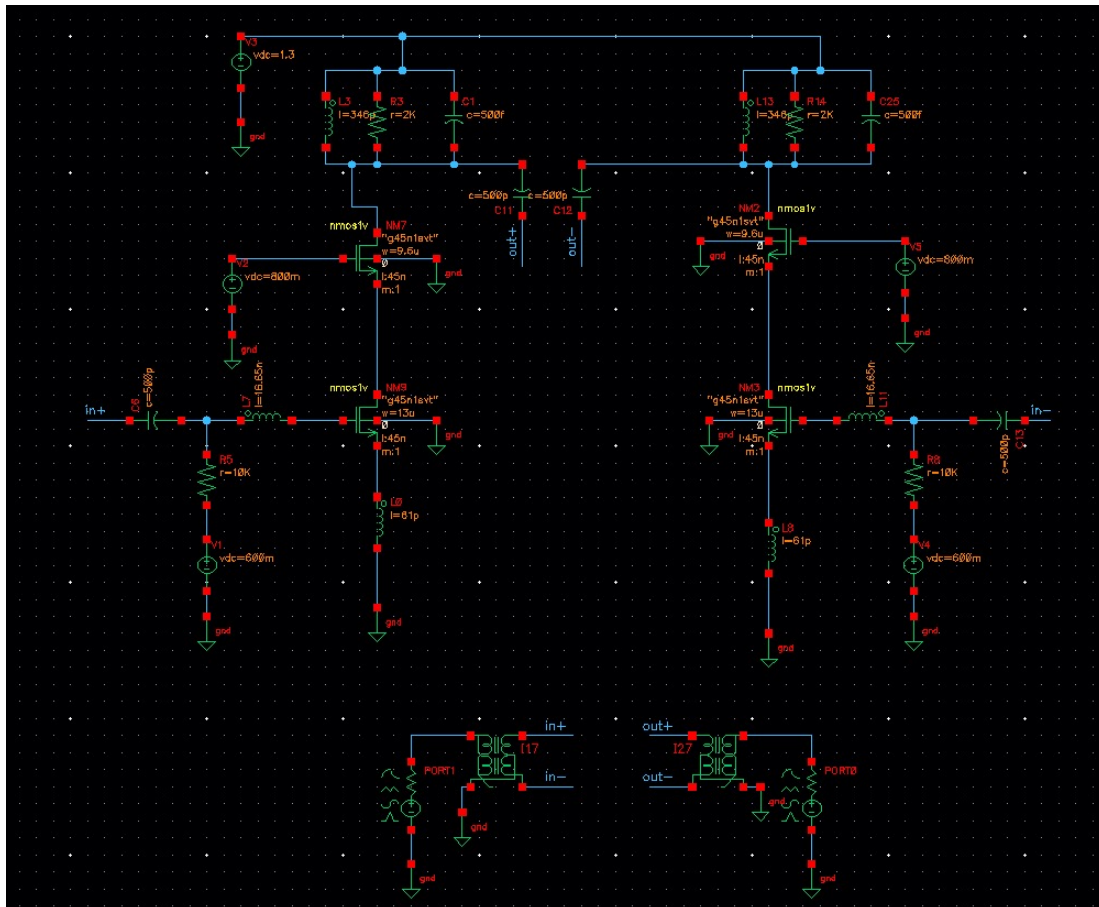 V3
vdc=1.3
gnd
L3
l=346p
R3
r=2K
C1
c=500f
L13
l=346p
R14
r=2K
C25
c=500f
c=500p
C11
out+
c=500p
C12
out-
nmos1v
NM7
"g45n1svt"
w=9.6u
l:45n
m:1
gnd
V2
vdc=800m
gnd
NM2
nmos1v
"g45n1svt"
w=9.6u
l:45n
m:1
gnd
V5
vdc=800m
gnd
in+
C6
c=500p
L7
l=16.65n
nmos1v
NM9
"g45n1svt"
w=13u
l:45n
m:1
gnd
NM3
nmos1v
"g45n1svt"
w=13u
l:45n
m:1
gnd
l=16.65n
L11
in-
c=500p
C13
R5
r=10K
V1
vdc=600m
gnd
L0
l=61p
gnd
L8
l=61p
gnd
R8
r=10K
V4
vdc=600m
gnd
PORT1
gnd
gnd
I17
in+
in-
out+
out-
I27
gnd
PORT0
gnd